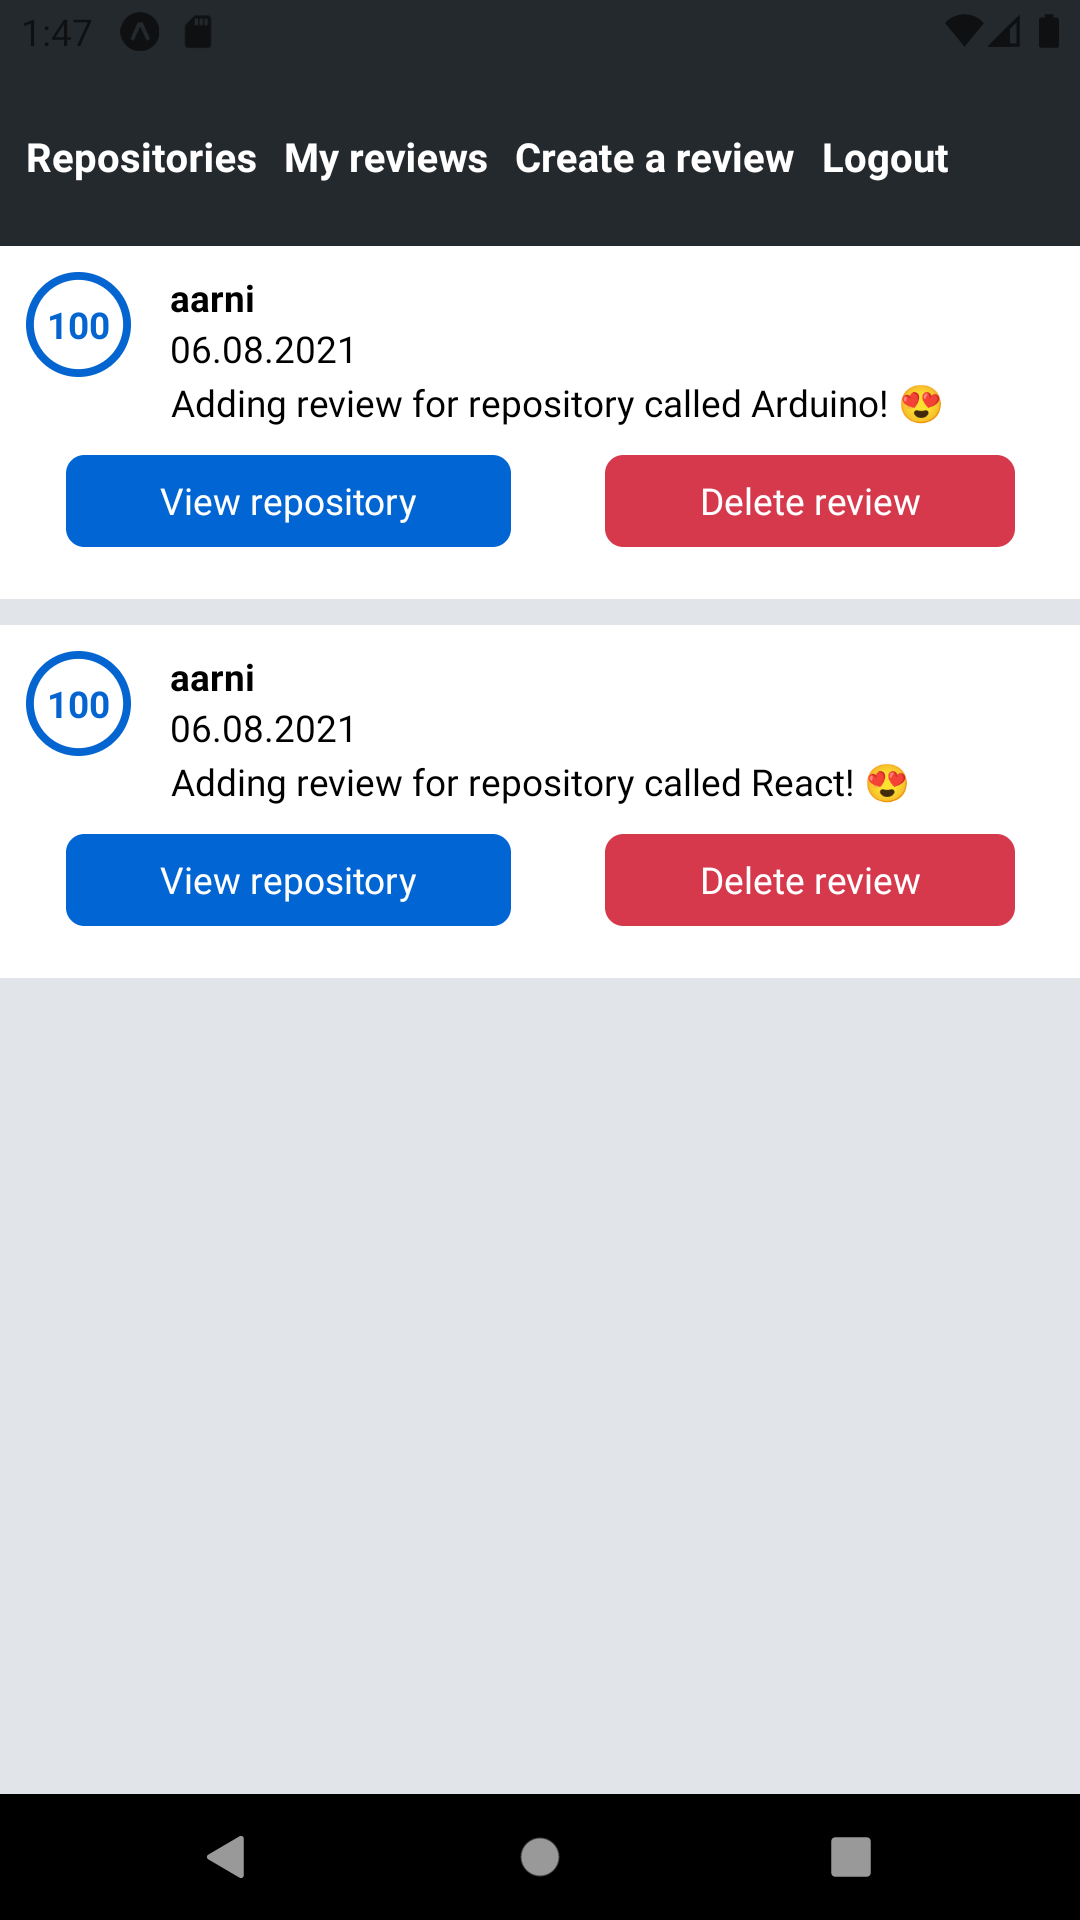 1:47
Repositories My reviews Create a review Logout
100
aarni
06.08.2021
Adding review for repository called Arduino! 😍
View repository Delete review
100
aarni
06.08.2021
Adding review for repository called React! 😍
View repository Delete review